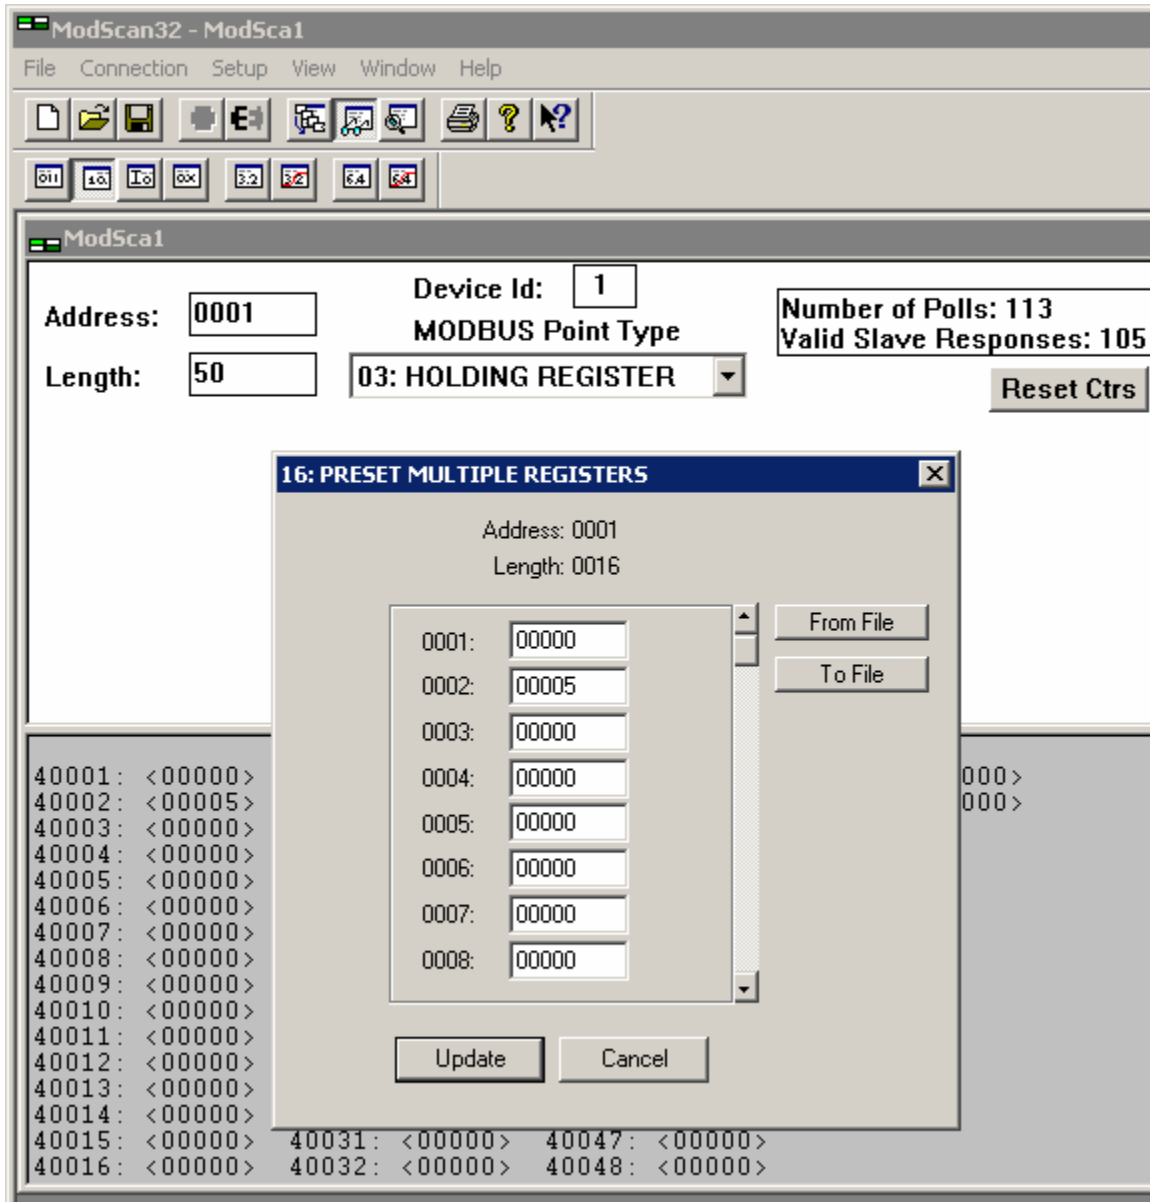 ModScan32 - ModSca1
File Connection Setup View Window Help
ModSca1
Address: 0001
Device Id: 1
MODBUS Point Type
Length: 50
03: HOLDING REGISTER
Number of Polls: 113
Valid Slave Responses: 105
Reset Ctrs
16: PRESET MULTIPLE REGISTERS
Address: 0001
Length: 0016
0001: 00000
0002: 00005
0003: 00000
0004: 00000
0005: 00000
0006: 00000
0007: 00000
0008: 00000
From File
To File
Update Cancel
40001: <00000> 000>
40002: <00005> 000>
40003: <00000>
40004: <00000>
40005: <00000>
40006: <00000>
40007: <00000>
40008: <00000>
40009: <00000>
40010: <00000>
40011: <00000>
40012: <00000>
40013: <00000>
40014: <00000>
40015: <00000> 40031: <00000> 40047: <00000>
40016: <00000> 40032: <00000> 40048: <00000>